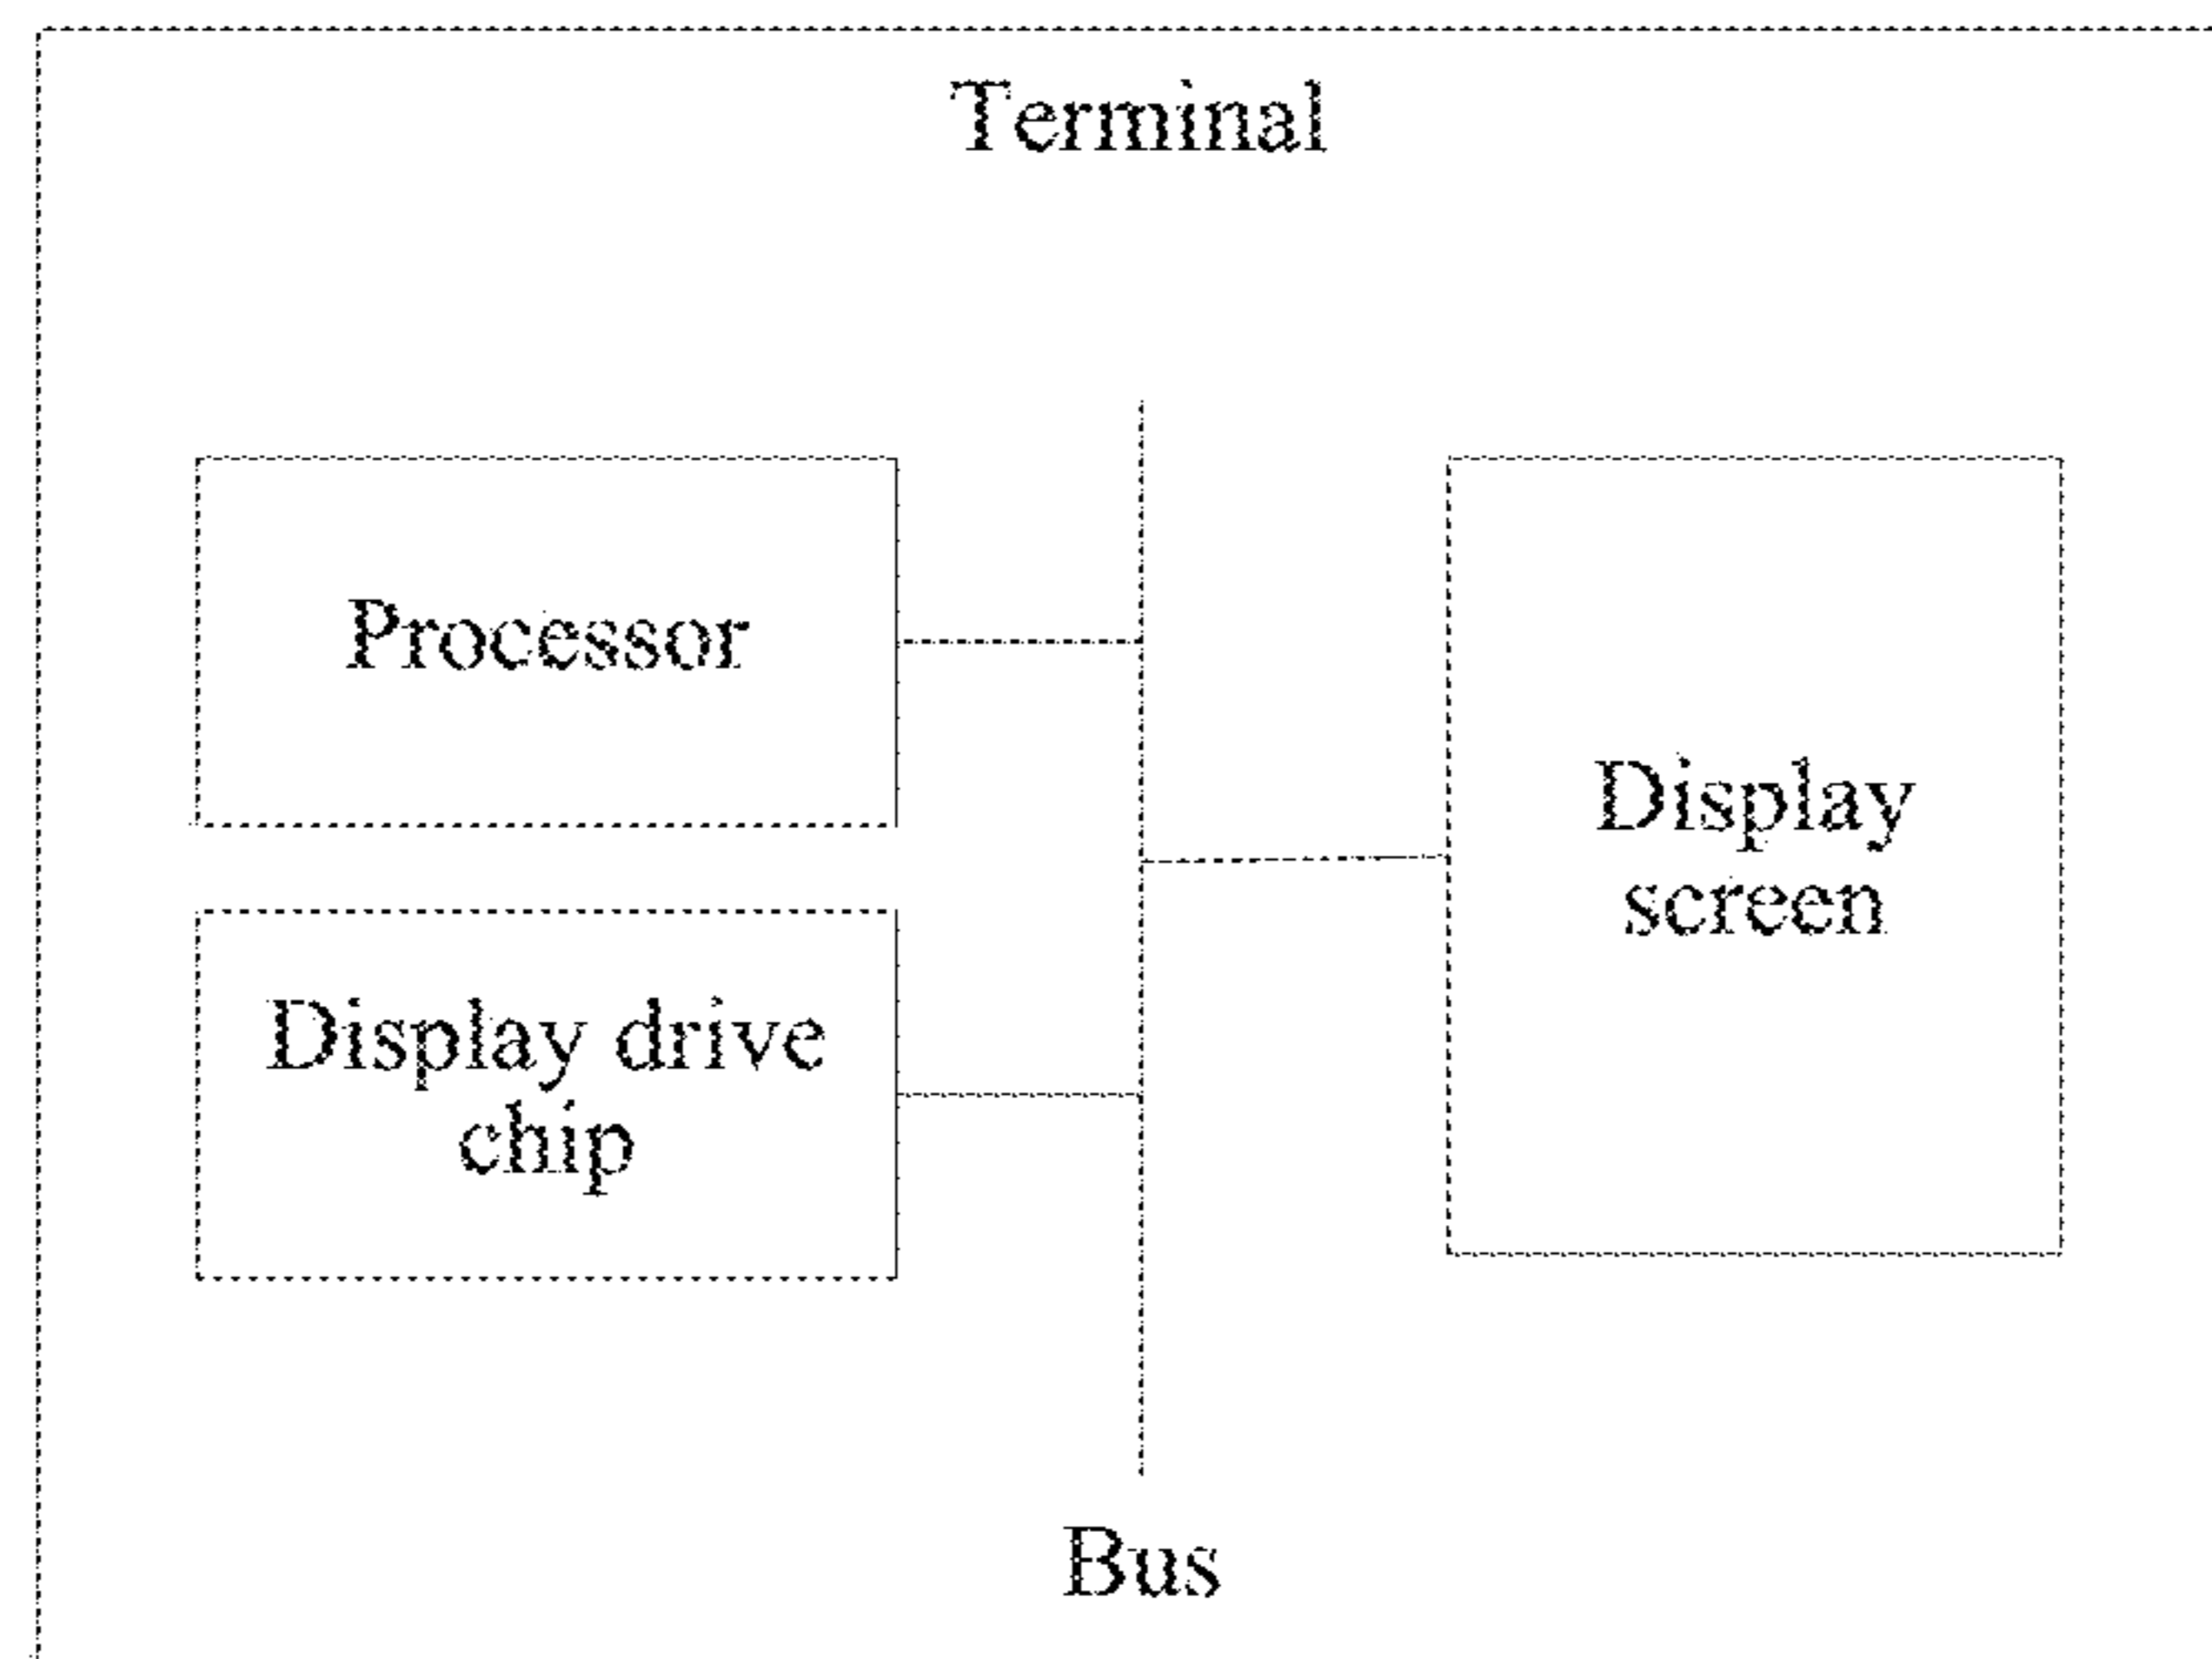 Terminal
Processor
Display drive
chip
Display
screen
Bus